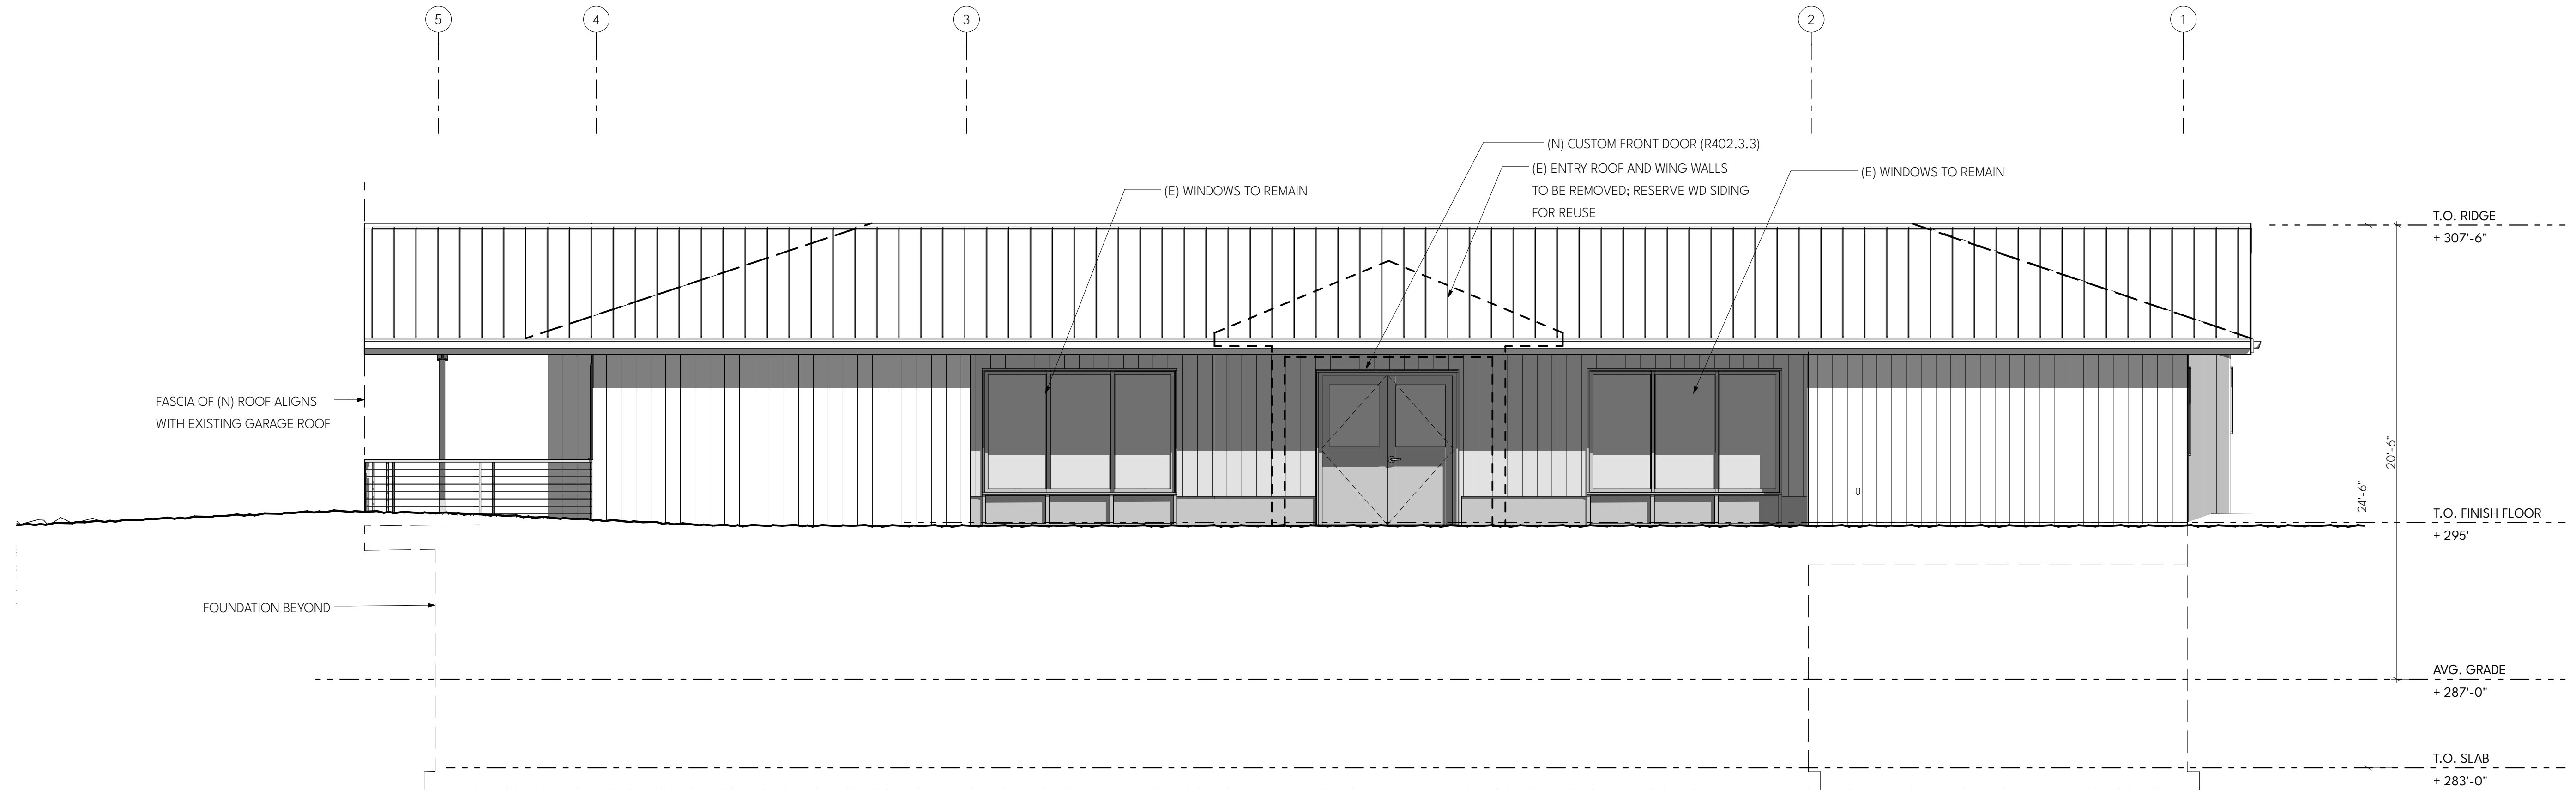 5
4
3
2
1
(N) CUSTOM FRONT DOOR (R402.3.3)
(E) ENTRY ROOF AND WING WALLS
TO BE REMOVED; RESERVE WD SIDING
FOR REUSE
(E) WINDOWS TO REMAIN
(E) WINDOWS TO REMAIN
T.O. RIDGE
+ 307'-6"
FASCIA OF (N) ROOF ALIGNS
WITH EXISTING GARAGE ROOF
20'-6"
24'-6"
T.O. FINISH FLOOR
+ 295'
FOUNDATION BEYOND
AVG. GRADE
+ 287'-0"
T.O. SLAB
+ 283'-0"